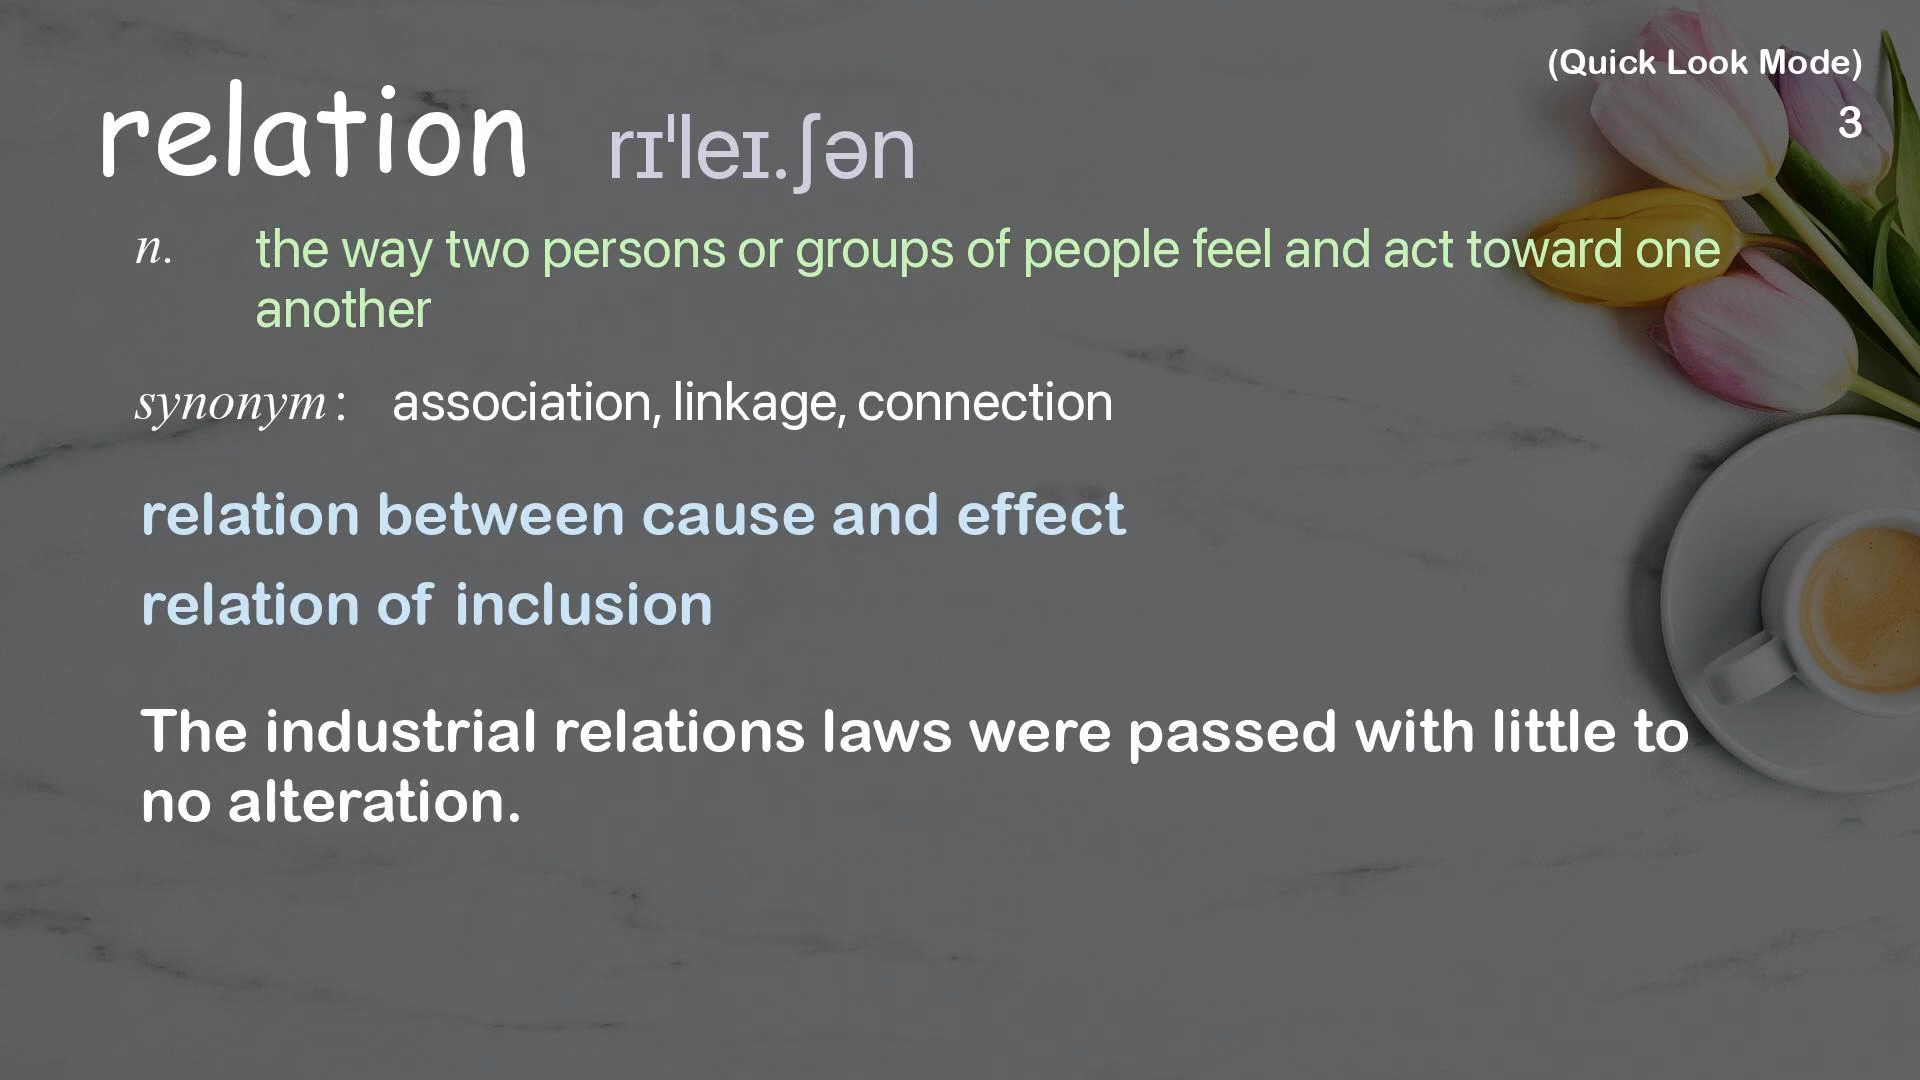 (Quick Look Mode)
3
relation rɪˈleɪ.ʃən
n. the way two persons or groups of people feel and act toward one
another
synonym: association, linkage, connection
relation between cause and effect
relation of inclusion
The industrial relations laws were passed with little to
no alteration.